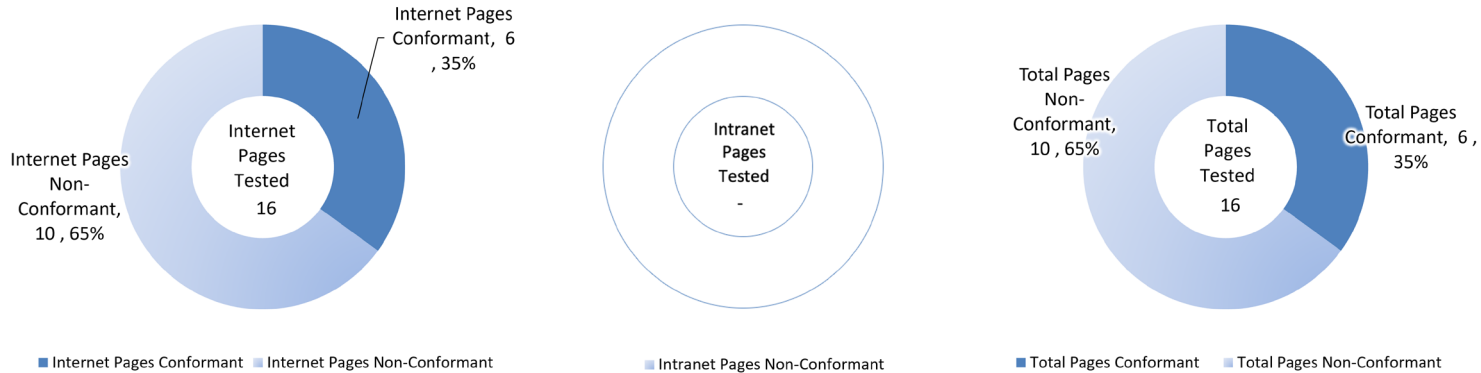 Internet Pages
Conformant, 6
, 35%
Internet Pages
Non-
Conformant,
10 , 65%
Internet
Pages
Tested
16
Internet Pages Conformant
Internet Pages Non-Conformant
Intranet
Pages
Tested
-
Intranet Pages Non-Conformant
Total Pages
Non-
Conformant,
10 , 65%
Total
Pages
Tested
16
Total Pages
Conformant, 6 ,
35%
Total Pages Conformant
Total Pages Non-Conformant